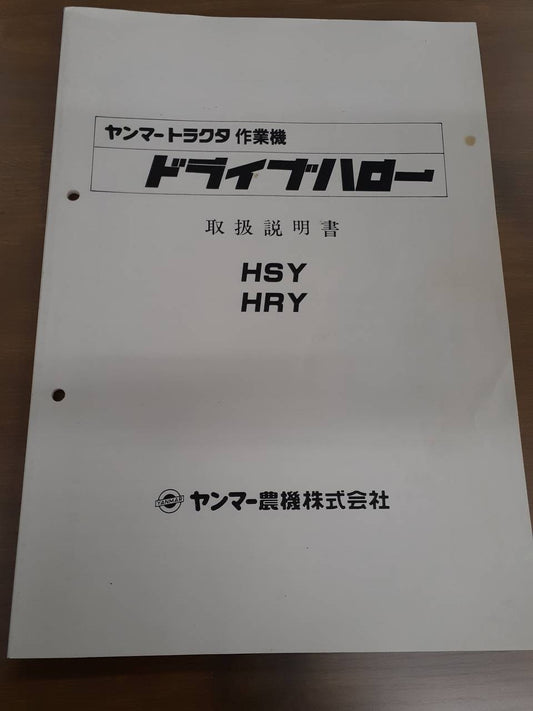 ヤンマートラクタ作業機
ドライブハロー
取扱説明書
HSY
HRY
YANMAR ヤンマー農機株式会社